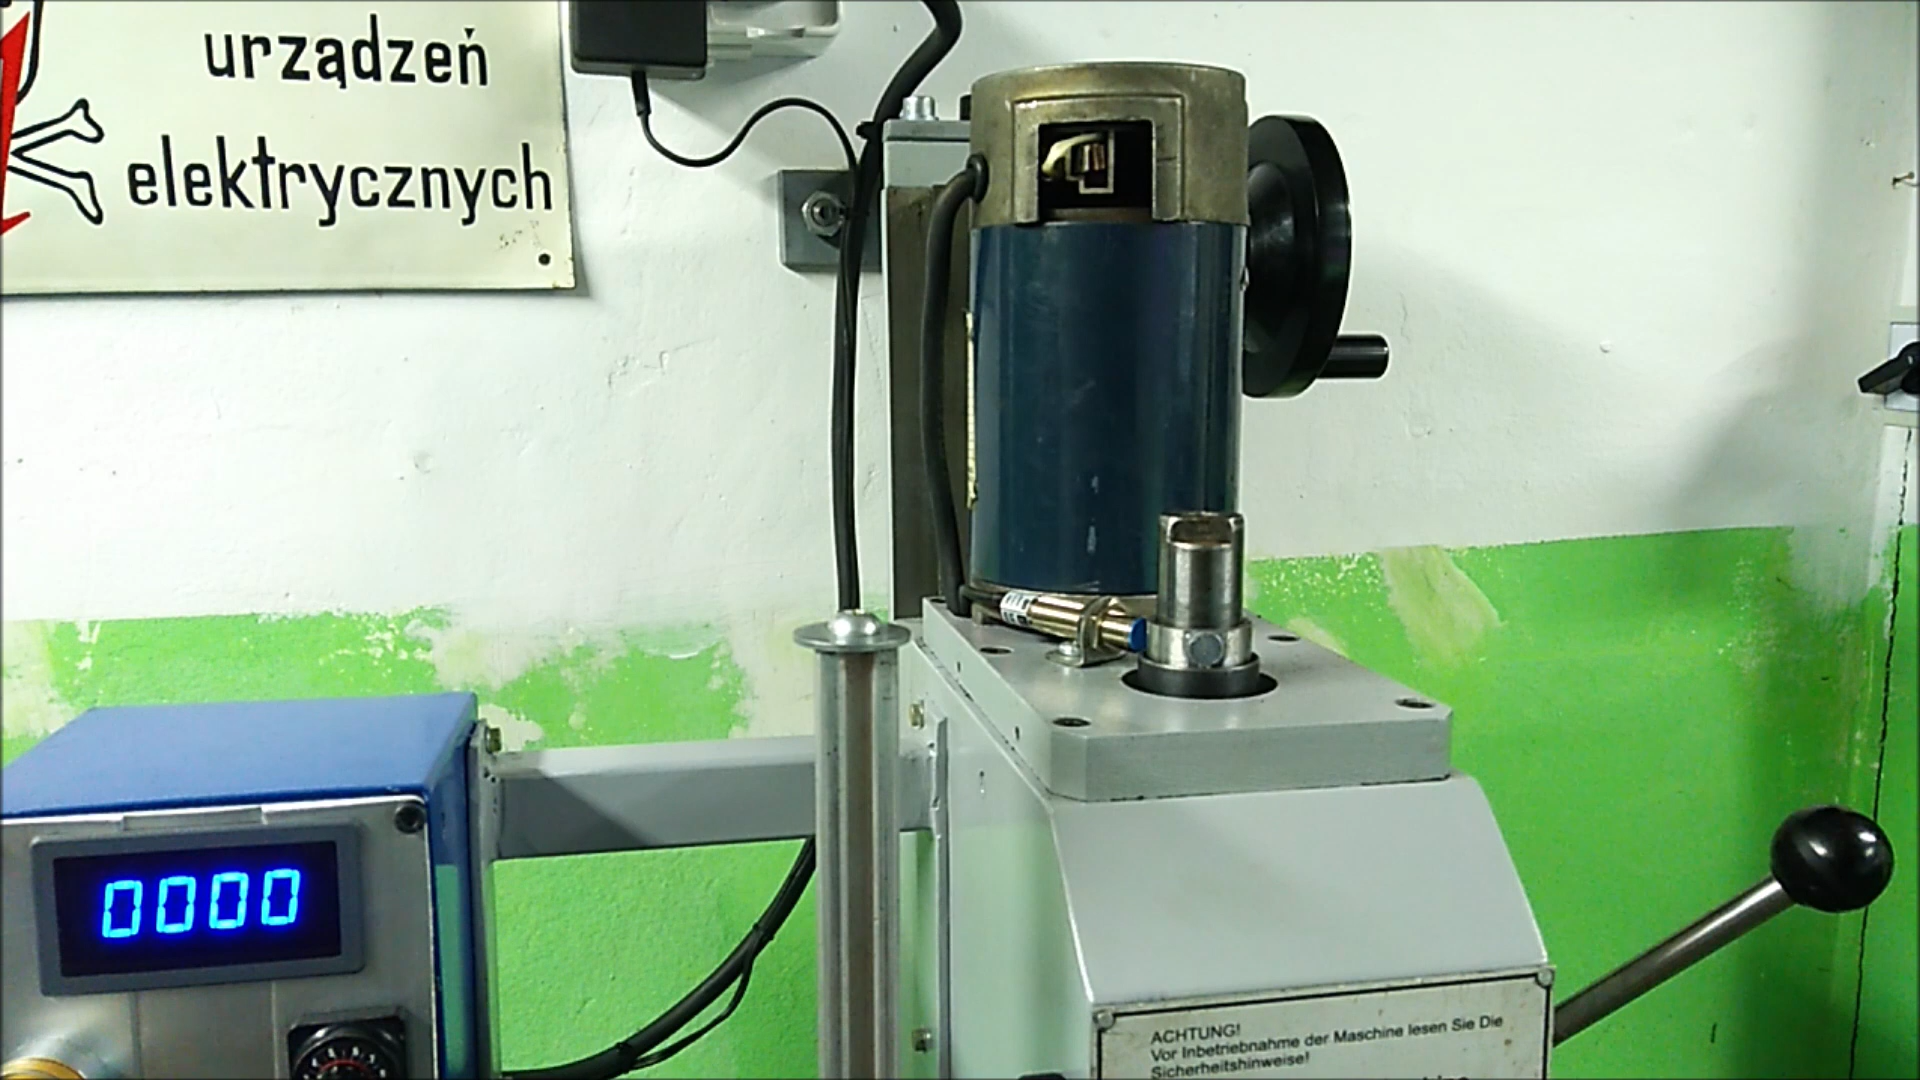 urządzeń
elektrycznych
0000
ACHTUNG!
Vor Inbetriebnahme der Maschine lesen Sie Die
Sicherheitshinweise!